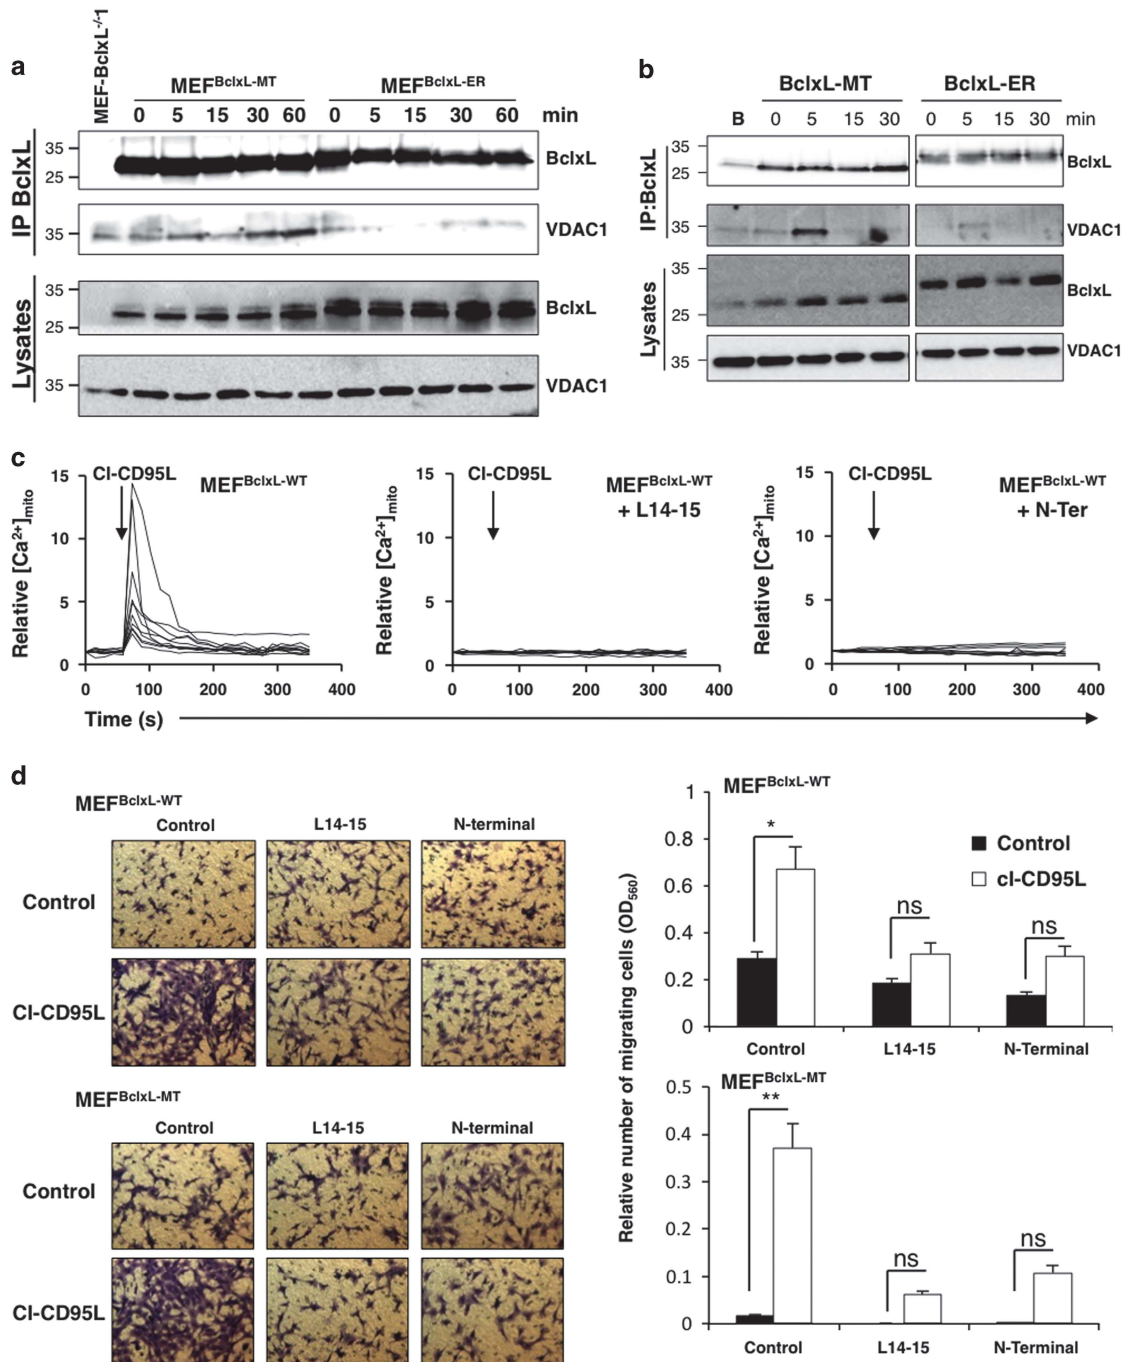 a
MEF-BclxL-/-1
MEFBclxL-MT
MEFBclxL-ER
0 5 15 30 60 0 5 15 30 60 min
IP BclxL
35
25
BclxL
35
VDAC1
Lysates
35
25
BclxL
35
VDAC1
b
BclxL-MT
BclxL-ER
B 0 5 15 30 0 5 15 30 min
IP:BclxL
35
25
BclxL
35
VDAC1
Lysates
35
25
BclxL
35
VDAC1
c
Relative [Ca2+]mito
15
10
5
0
Cl-CD95L
MEFBclxL-WT
0 100 200 300 400
Relative [Ca2+]mito
15
10
5
0
Cl-CD95L
MEFBclxL-WT
+ L14-15
0 100 200 300 400
Relative [Ca2+]mito
15
10
5
0
Cl-CD95L
MEFBclxL-WT
+ N-Ter
0 100 200 300 400
Time (s)
d
MEFBclxL-WT
Control L14-15 N-terminal
Control
Cl-CD95L
MEFBclxL-MT
Control L14-15 N-terminal
Control
Cl-CD95L
Relative number of migrating cells (OD560)
MEFBclxL-WT
1
0.8
0.6
0.4
0.2
0
*
ns
ns
Control
cl-CD95L
Control L14-15 N-Terminal
MEFBclxL-MT
0.5
0.4
0.3
0.2
0.1
0
**
ns
ns
Control L14-15 N-Terminal